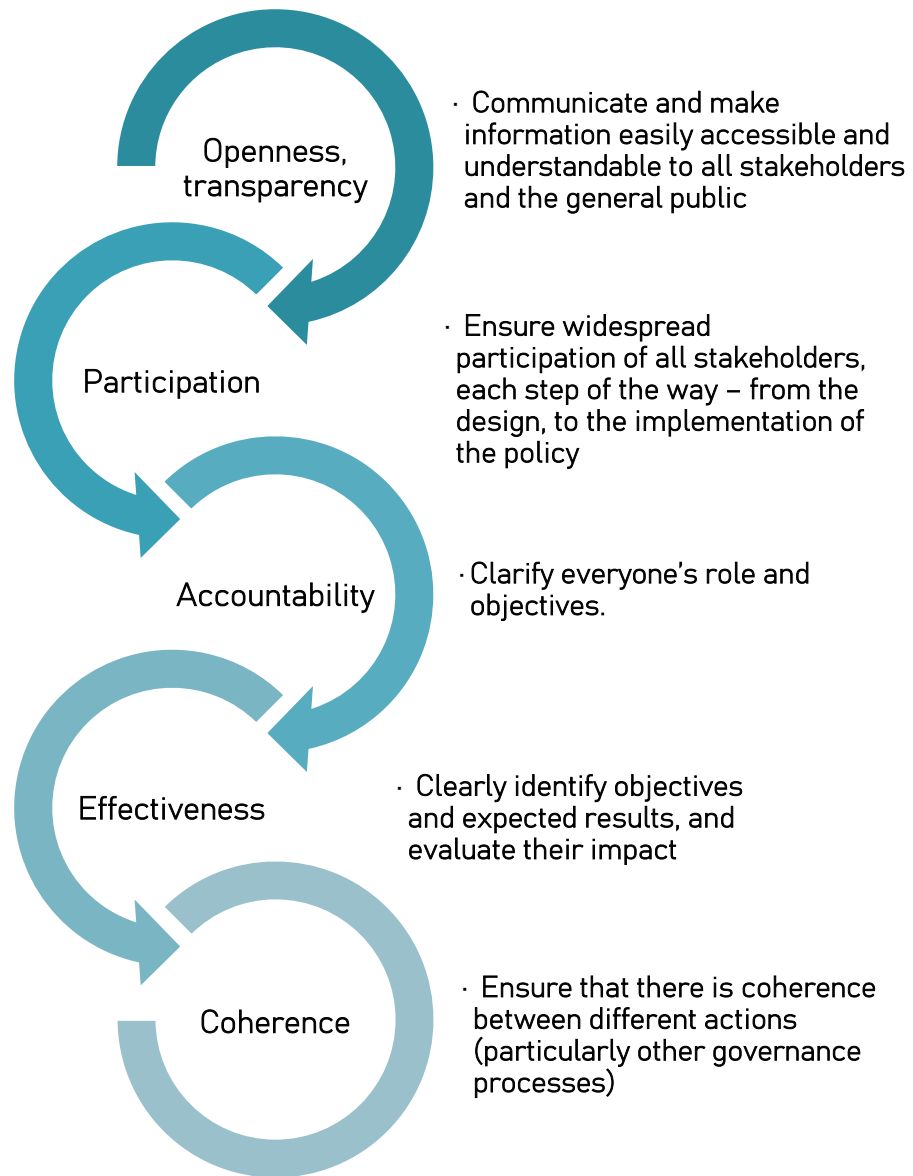 Openness,
transparency
· Communicate and make
information easily accessible and
understandable to all stakeholders
and the general public
Participation
· Ensure widespread
participation of all stakeholders,
each step of the way – from the
design, to the implementation of
the policy
Accountability
· Clarify everyone’s role and
objectives.
Effectiveness
· Clearly identify objectives
and expected results, and
evaluate their impact
Coherence
· Ensure that there is coherence
between different actions
(particularly other governance
processes)